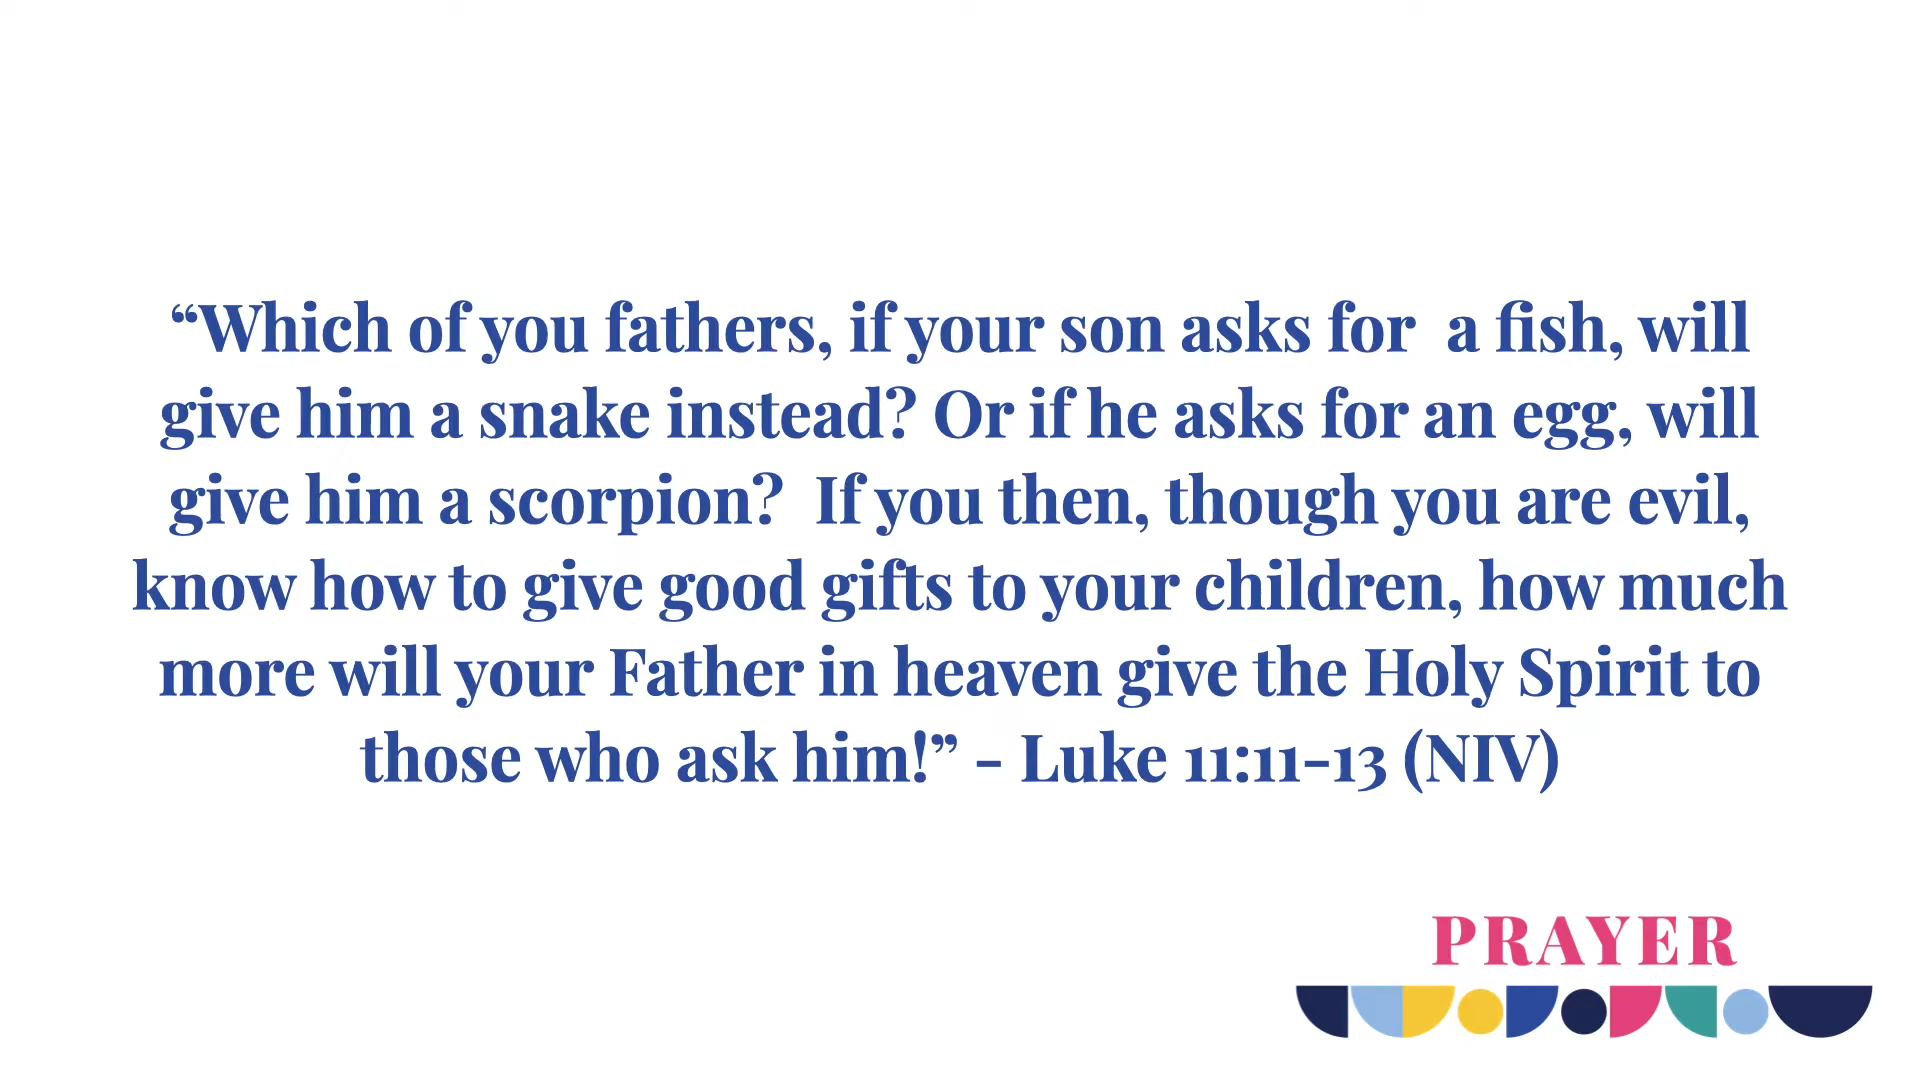 “Which of you fathers, if your son asks for  a fish, will
give him a snake instead? Or if he asks for an egg, will
give him a scorpion?  If you then, though you are evil,
know how to give good gifts to your children, how much
more will your Father in heaven give the Holy Spirit to
those who ask him!” - Luke 11:11-13 (NIV)
PRAYER